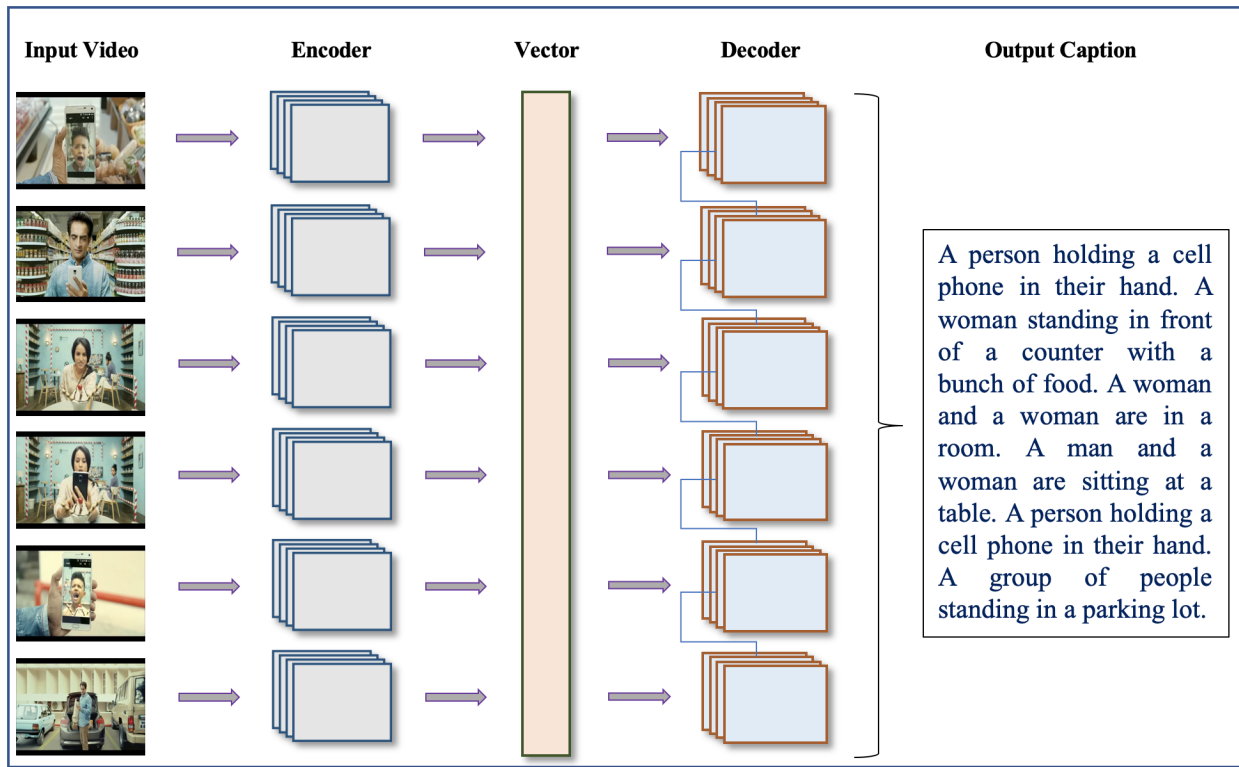 Input Video
Encoder
Vector
Decoder
Output Caption
A person holding a cell
phone in their hand. A
woman standing in front
of a counter with a
bunch of food. A woman
and a woman are in a
room. A man and a
woman are sitting at a
table. A person holding a
cell phone in their hand.
A group of people
standing in a parking lot.